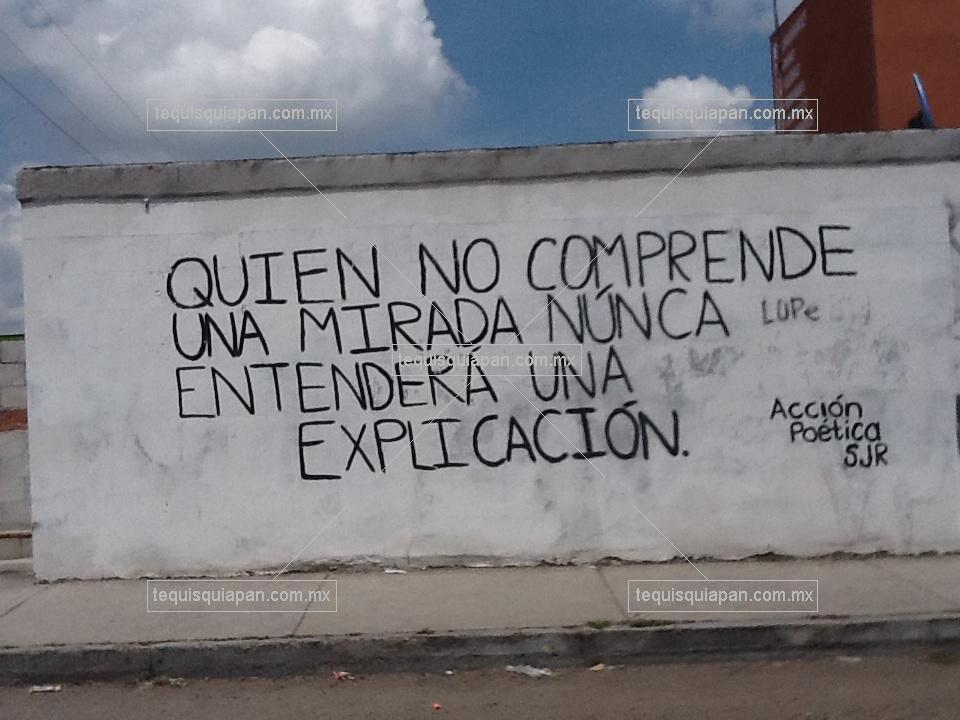 tequisquiapan.com.mx
tequisquiapan.com.mx
QUIEN NO COMPRENDE
UNA MIRADA NÚNCA
LUPe
ENTENDERÁ UNA
tequisquiapan.com.mx
EXPLICACIÓN.
Acción
Poética
SJR
tequisquiapan.com.mx
tequisquiapan.com.mx